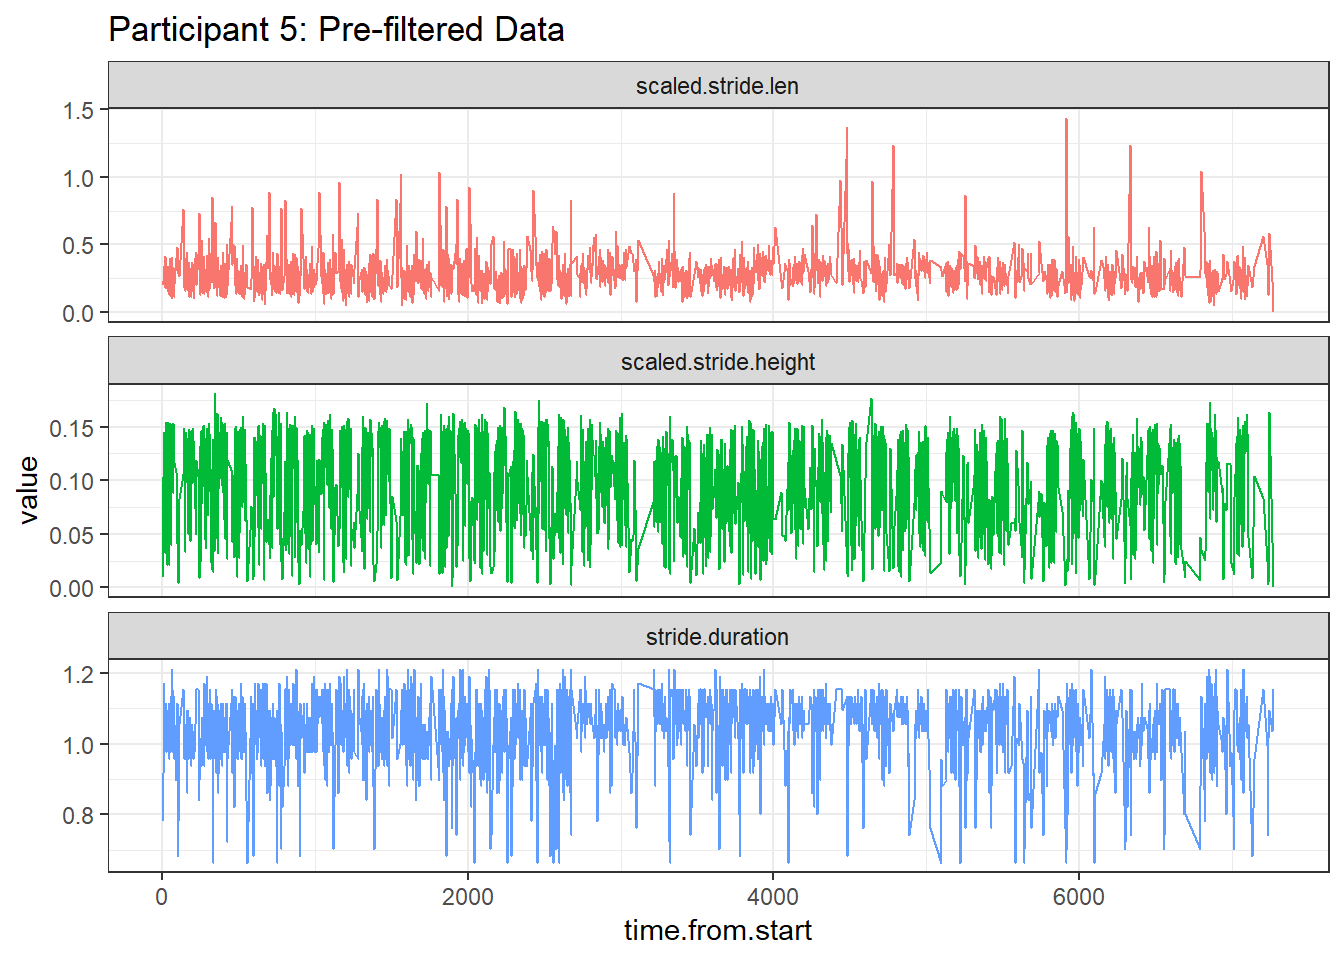 Participant 5: Pre-filtered Data
scaled.stride.len
1.5
1.0
0.5
0.0
scaled.stride.height
0.15
0.10
0.05
0.00
value
stride.duration
1.2
1.0
0.8
0 2000 4000 6000
time.from.start